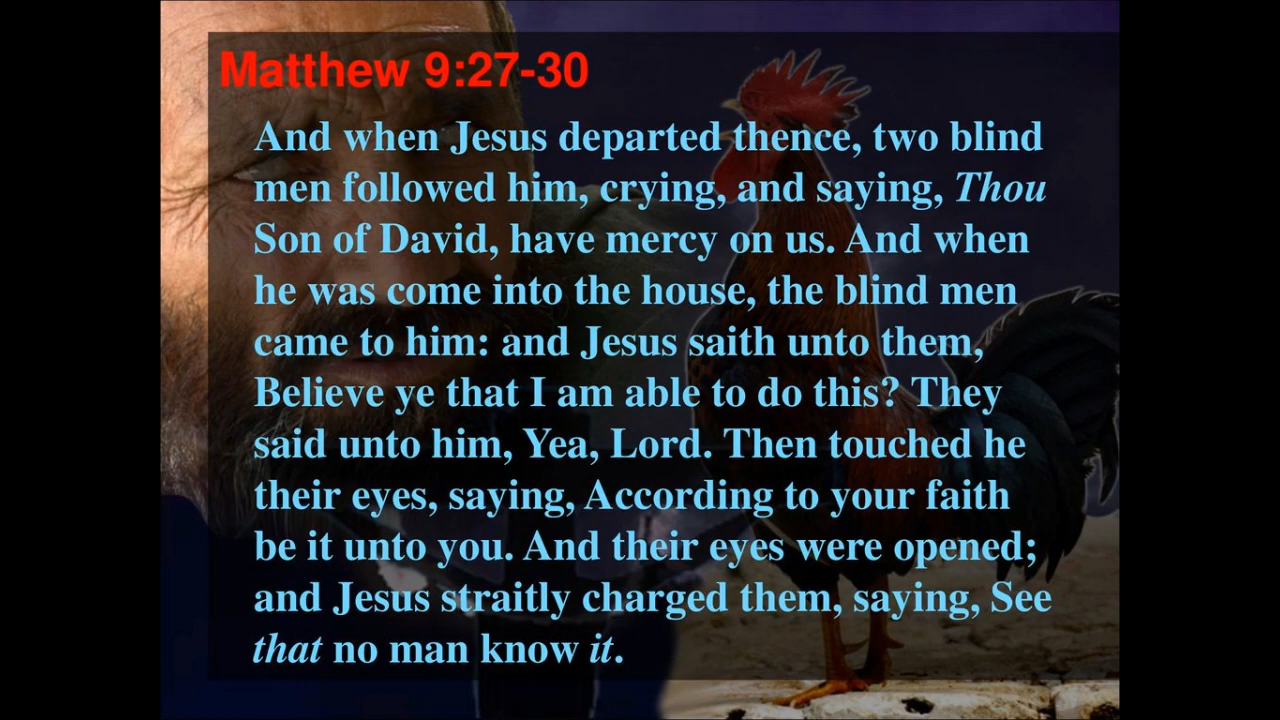 Matthew 9:27-30
And when Jesus departed thence, two blind
men followed him, crying, and saying, Thou
Son of David, have mercy on us. And when
he was come into the house, the blind men
came to him: and Jesus saith unto them,
Believe ye that I am able to do this? They
said unto him, Yea, Lord. Then touched he
their eyes, saying, According to your faith
be it unto you. And their eyes were opened;
and Jesus straitly charged them, saying, See
that no man know it.